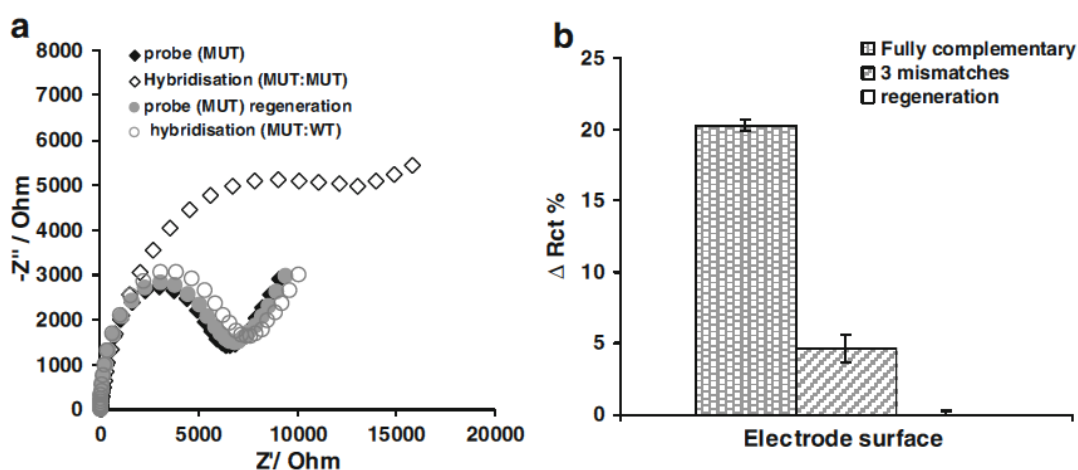 a
8000
7000
6000
5000
4000
3000
2000
1000
0
-Z'' / Ohm
probe (MUT)
Hybridisation (MUT:MUT)
probe (MUT) regeneration
hybridisation (MUT:WT)
0 5000 10000 15000 20000
Z'/ Ohm
b
25
20
15
10
5
0
Δ Rct %
Fully complementary
3 mismatches
regeneration
Electrode surface